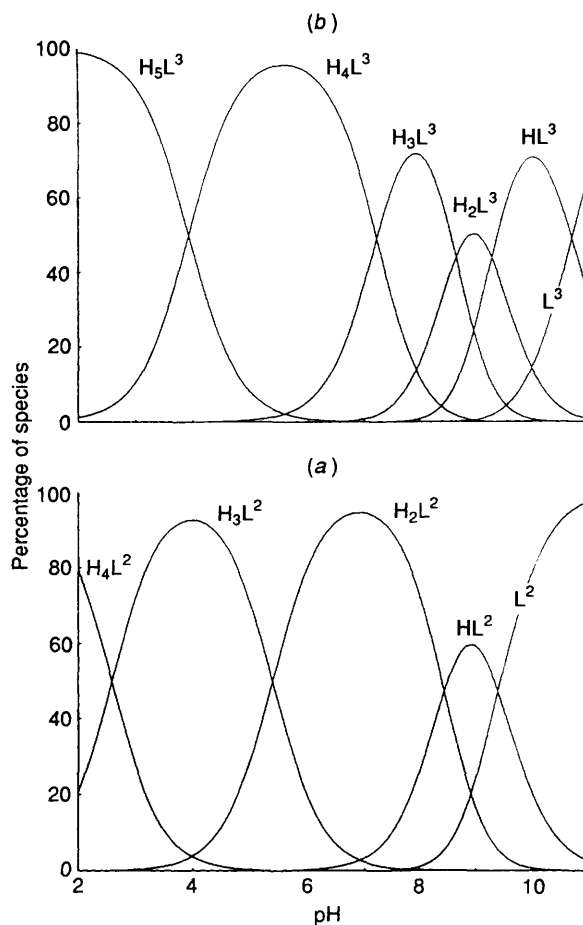 (b)
H₅L³
H₄L³
H₃L³
H₂L³
HL³
L³
100
80
60
40
20
0
Percentage of species
(a)
H₄L²
H₃L²
H₂L²
HL²
L²
100
80
60
40
20
0
2 4 6 8 10
pH